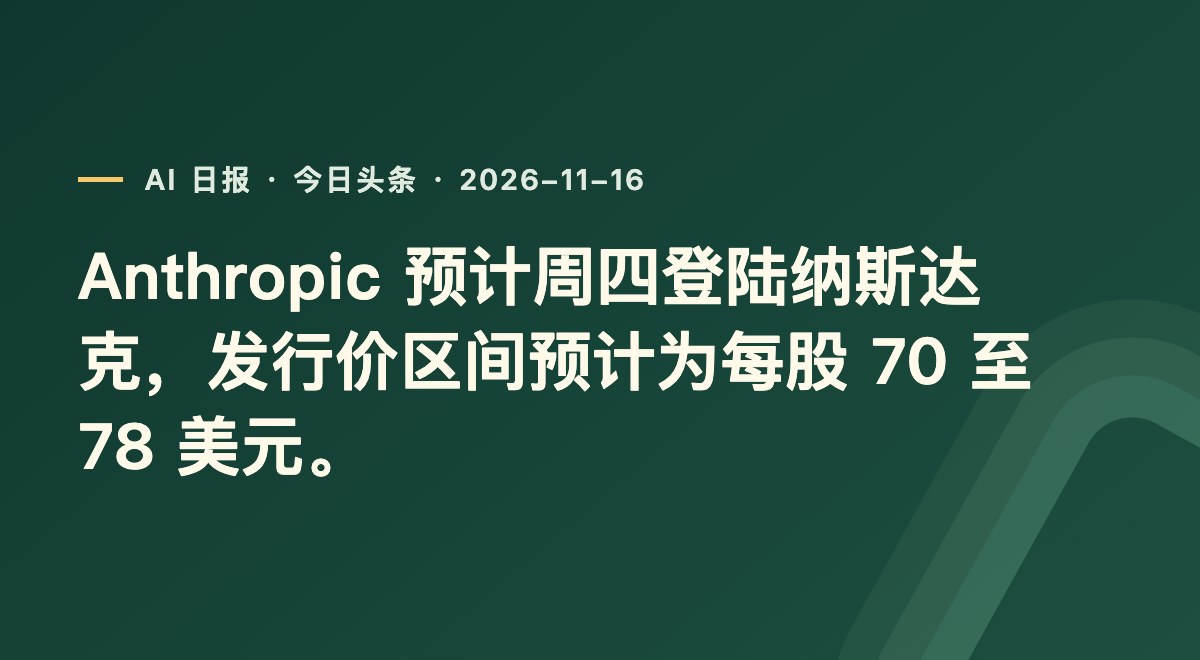 AI 日报 · 今日头条 · 2026–11–16
Anthropic 预计周四登陆纳斯达
克，发行价区间预计为每股 70 至
78 美元。